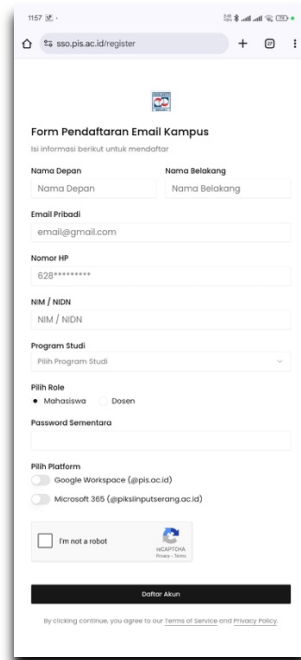 11:57
sso.pis.ac.id/register
Form Pendaftaran Email Kampus
Isi informasi berikut untuk mendaftar
Nama Depan Nama Belakang
Nama Depan Nama Belakang
Email Pribadi
email@gmail.com
Nomor HP
628*********
NIM / NIDN
NIM / NIDN
Program Studi
Pilih Program Studi
Pilih Role
Mahasiswa Dosen
Password Sementara
Pilih Platform
Google Workspace (@pis.ac.id)
Microsoft 365 (@piksiinputserang.ac.id)
I'm not a robot
reCAPTCHA
Privacy - Terms
Daftar Akun
By clicking continue, you agree to our Terms of Service and Privacy Policy.